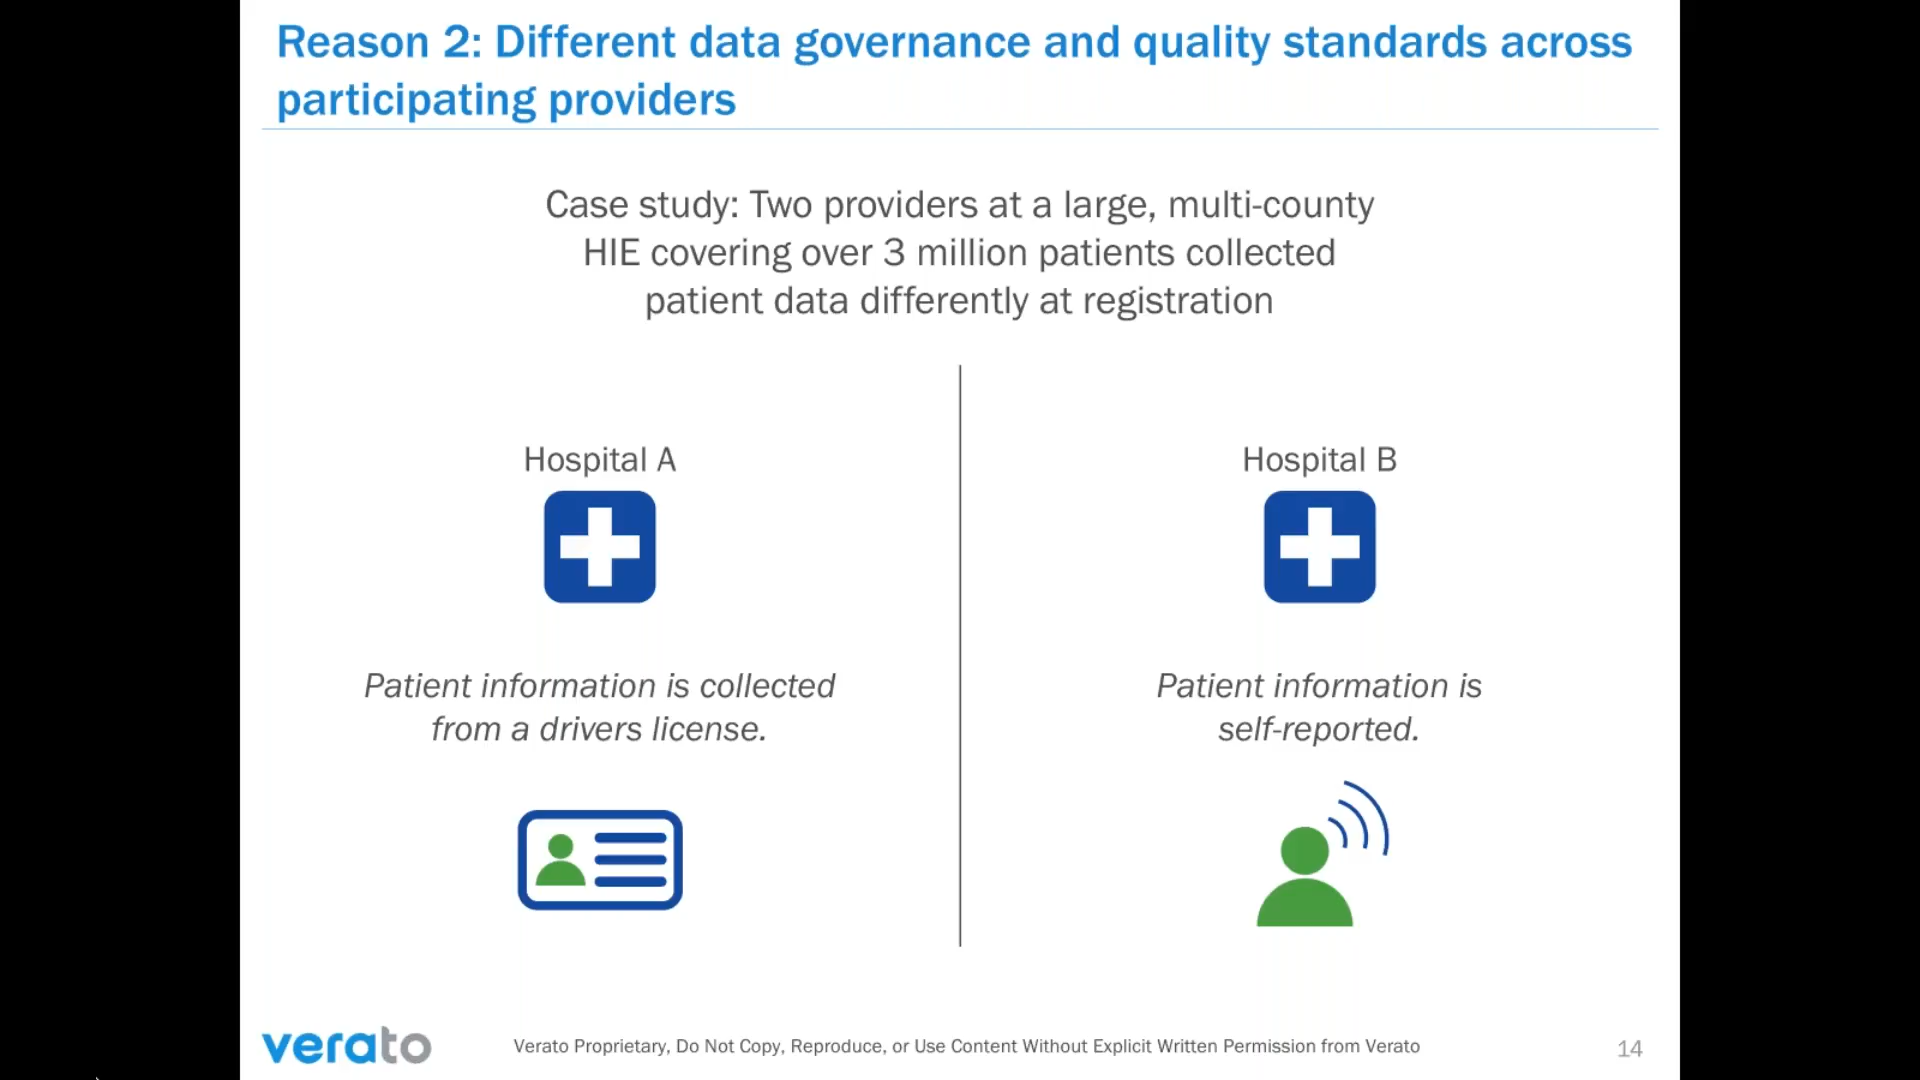 Reason 2: Different data governance and quality standards across
participating providers
Case study: Two providers at a large, multi-county
HIE covering over 3 million patients collected
patient data differently at registration
Hospital A
Patient information is collected
from a drivers license.
Hospital B
Patient information is
self-reported.
verato
Verato Proprietary, Do Not Copy, Reproduce, or Use Content Without Explicit Written Permission from Verato
14